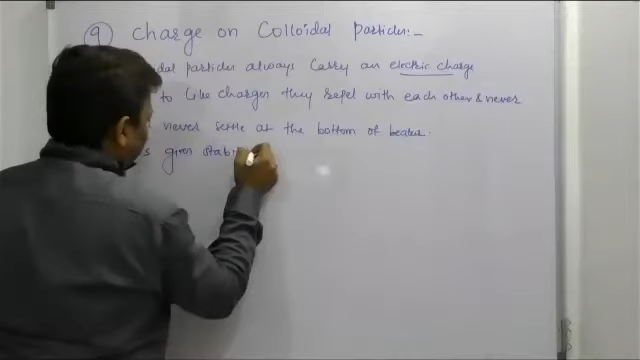 9 Charge on Colloidal Particles:-
dal particles always Carry an electric charge
to like charges they repel with each other & never
never settle at the bottom of beaker.
s given stabi